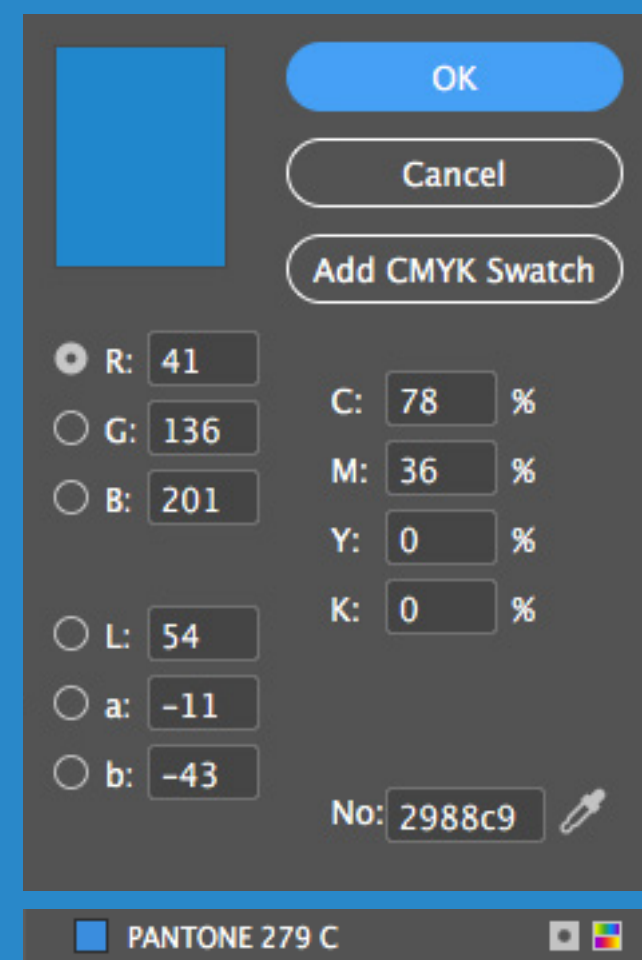 OK
Cancel
Add CMYK Swatch
R: 41
G: 136
B: 201
C: 78 %
M: 36 %
Y: 0 %
K: 0 %
L: 54
a: -11
b: -43
No: 2988c9
PANTONE 279 C